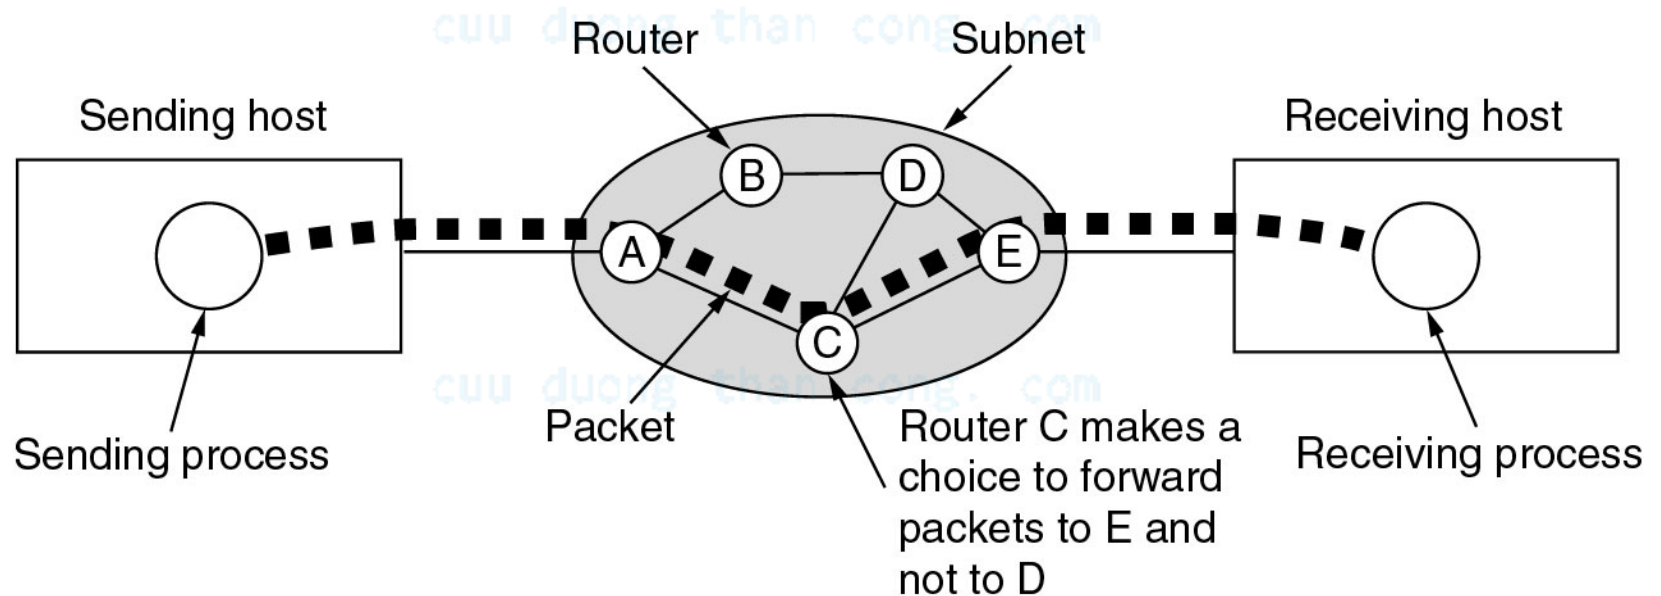 cuu duong than cong. com
Router
Subnet
Sending host
Receiving host
B
D
A
E
C
cuu duong than cong. com
Packet
Router C makes a
choice to forward
packets to E and
not to D
Sending process
Receiving process